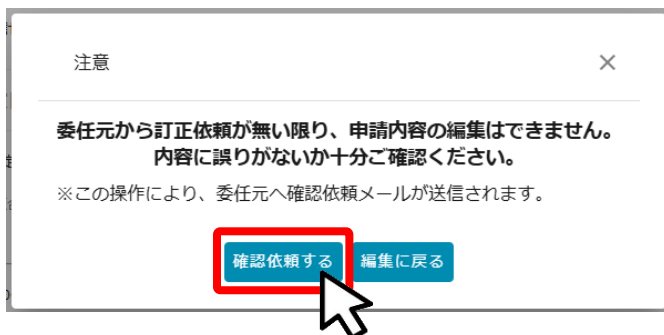 注意
委任元から訂正依頼が無い限り、申請内容の編集はできません。
内容に誤りがないか十分ご確認ください。
※この操作により、委任元へ確認依頼メールが送信されます。
確認依頼する
編集に戻る